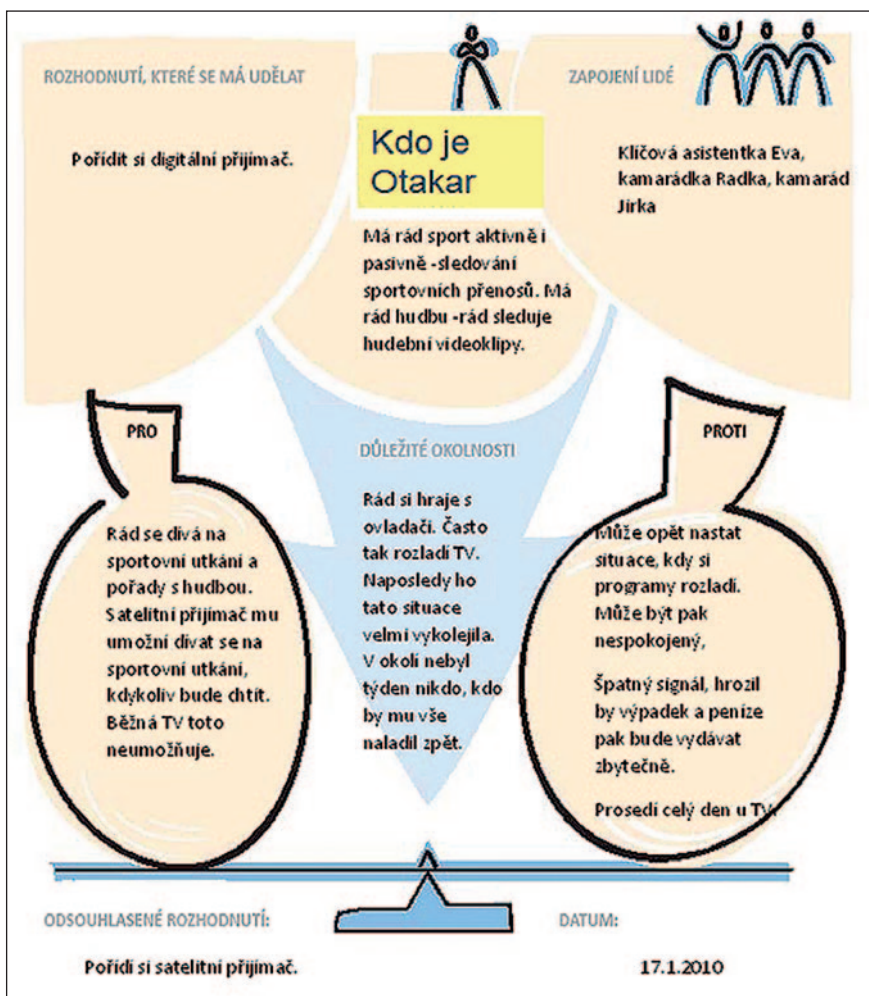 ROZHODNUTÍ, KTERÉ SE MÁ UDĚLAT
Pořídit si digitální přijímač.
Kdo je
Otakar
Má rád sport aktivně i
pasivně -sledování
sportovních přenosů. Má
rád hudbu -rád sleduje
hudební videoklipy.
ZAPOJENÍ LIDÉ
Klíčová asistentka Eva,
kamarádka Radka, kamarád
Jirka
PRO
Rád se dívá na
sportovní utkání a
pořady s hudbou.
Satelitní přijímač mu
umožní dívat se na
sportovní utkání,
kdykoliv bude chtít.
Běžná TV toto
neumožňuje.
DŮLEŽITÉ OKOLNOSTI
Rád si hraje s
ovladači. Často
tak rozladí TV.
Naposledy ho
tato situace
velmi vykolejila.
V okolí nebyl
týden nikdo, kdo
by mu vše
naladil zpět.
PROTI
Může opět nastat
situace, kdy si
programy rozladí.
Může být pak
nespokojený,
Špatný signál, hrozil
by výpadek a peníze
pak bude vydávat
zbytečně.
Prosedí celý den u TV.
ODSOUHLASENÉ ROZHODNUTÍ:
Pořídí si satelitní přijímač.
DATUM:
17.1.2010